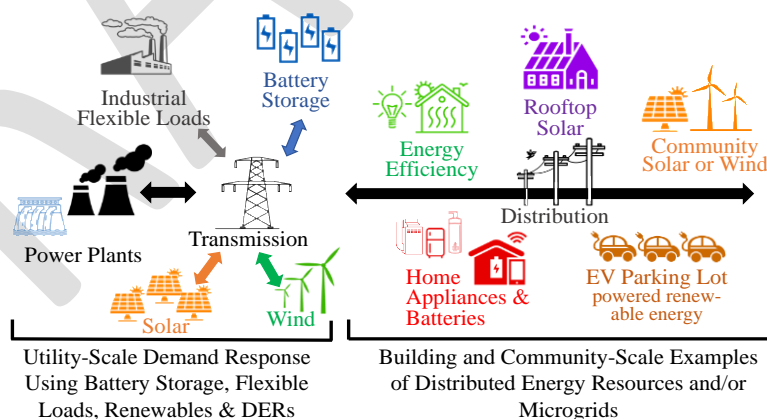 Industrial
Flexible Loads
Battery
Storage
Energy
Efficiency
Rooftop
Solar
Community
Solar or Wind
Power Plants
Transmission
Distribution
Solar
Wind
Home
Appliances &
Batteries
EV Parking Lot
powered renew-
able energy
Utility-Scale Demand Response
Using Battery Storage, Flexible
Loads, Renewables & DERs
Building and Community-Scale Examples
of Distributed Energy Resources and/or
Microgrids